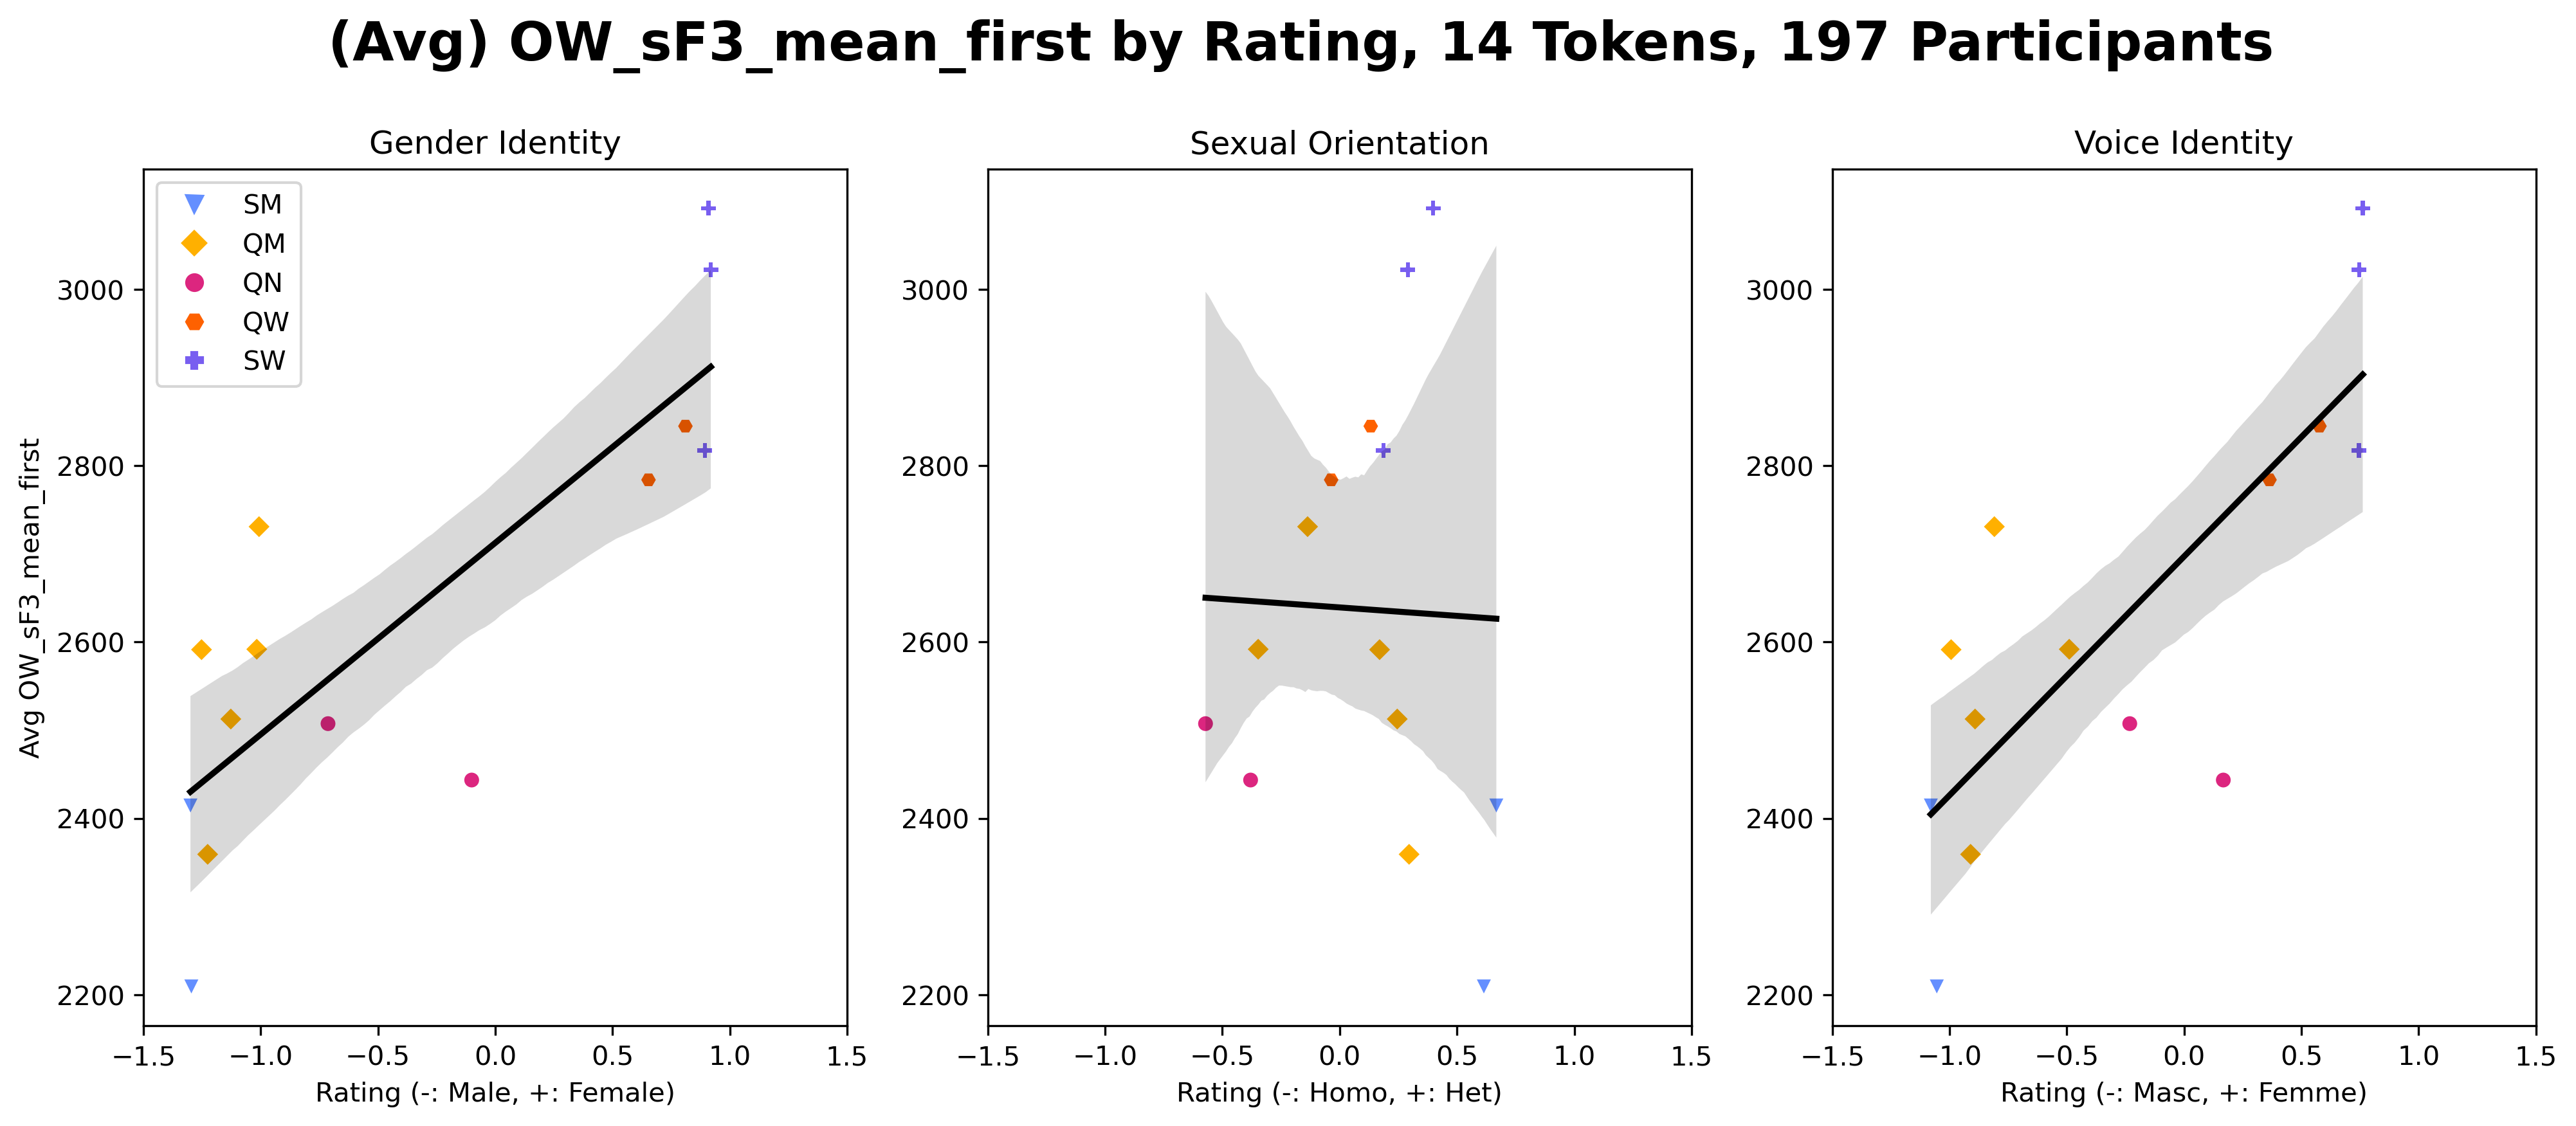 (Avg) OW_sF3_mean_first by Rating, 14 Tokens, 197 Participants
Gender Identity
Sexual Orientation
Voice Identity
SM
QM
QN
QW
SW
Avg OW_sF3_mean_first
3000
2800
2600
2400
2200
−1.5 −1.0 −0.5 0.0 0.5 1.0 1.5
Rating (-: Male, +: Female)
3000
2800
2600
2400
2200
−1.5 −1.0 −0.5 0.0 0.5 1.0 1.5
Rating (-: Homo, +: Het)
3000
2800
2600
2400
2200
−1.5 −1.0 −0.5 0.0 0.5 1.0 1.5
Rating (-: Masc, +: Femme)